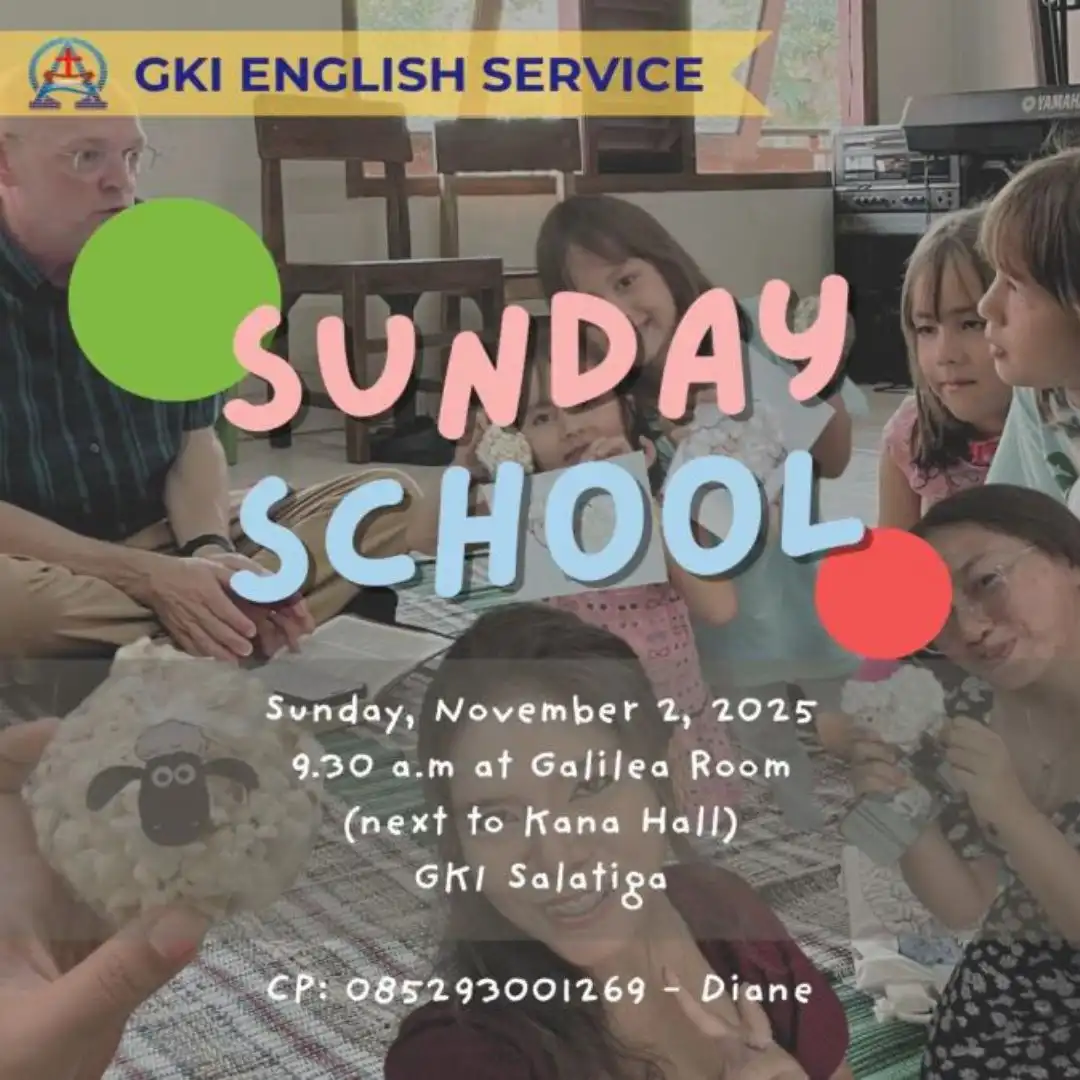 GKI ENGLISH SERVICE
YAMAHA
SUNDAY
SCHOOL
Sunday, November 2, 2025
9.30 a.m at Galilea Room
(next to Kana Hall)
GKI Salatiga
CP: 085293001269 - Diane